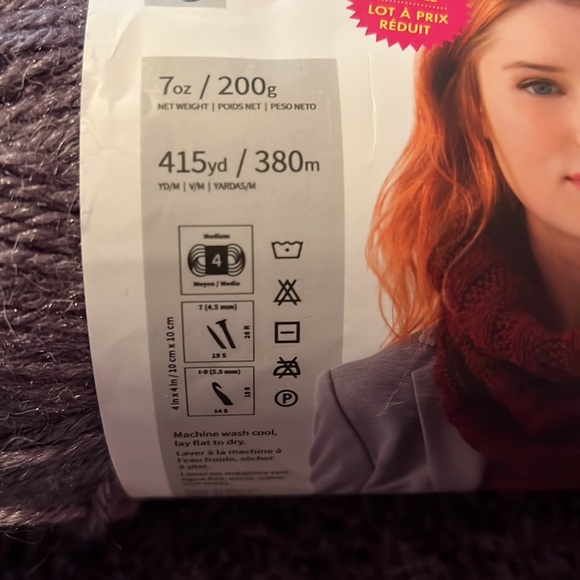 LOT À PRIX
RÉDUIT
7oz / 200g
NET WEIGHT | POIDS NET | PESO NETO
415yd / 380m
YD/M | V/M | YARDAS/M
Medium
4
Moyen / Medio
4 in x 4 in / 10 cm x 10 cm
7 (4.5 mm)
19 S
I-9 (5.5 mm)
14 S
P
Machine wash cool,
lay flat to dry.
Laver à la machine à
l'eau froide, sécher
à plat.